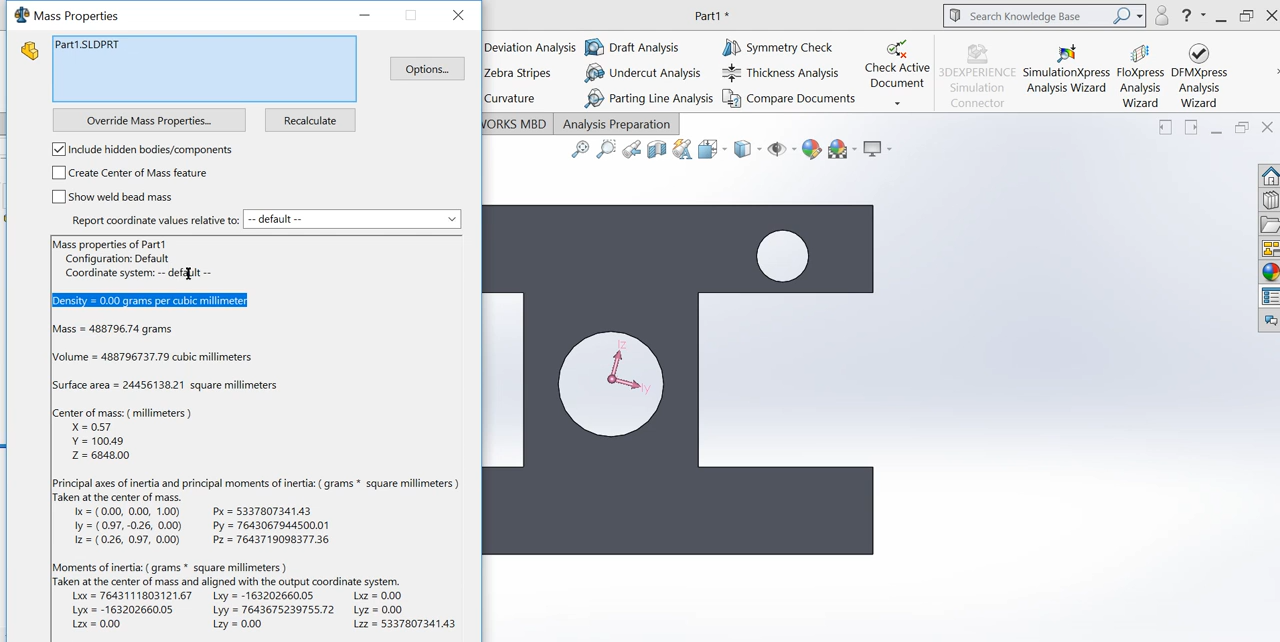 Mass Properties
Part1 *
Search Knowledge Base
?
Part1.SLDPRT
Options...
Override Mass Properties...
Recalculate
Include hidden bodies/components
Create Center of Mass feature
Show weld bead mass
Report coordinate values relative to:
-- default --
Deviation Analysis
Draft Analysis
Symmetry Check
Zebra Stripes
Undercut Analysis
Thickness Analysis
Curvature
Parting Line Analysis
Compare Documents
Check Active
Document
3DEXPERIENCE
Simulation
Connector
SimulationXpress
Analysis Wizard
FloXpress
Analysis
Wizard
DFMXpress
Analysis
Wizard
WORKS MBD
Analysis Preparation
Mass properties of Part1
Configuration: Default
Coordinate system: -- default --
Density = 0.00 grams per cubic millimeter
Mass = 488796.74 grams
Volume = 488796737.79 cubic millimeters
Surface area = 24456138.21 square millimeters
Center of mass: ( millimeters )
X = 0.57
Y = 100.49
Z = 6848.00
Principal axes of inertia and principal moments of inertia: ( grams * square millimeters )
Taken at the center of mass.
Ix = ( 0.00, 0.00, 1.00) Px = 5337807341.43
Iy = ( 0.97, -0.26, 0.00) Py = 7643067944500.01
Iz = ( 0.26, 0.97, 0.00) Pz = 7643719098377.36
Moments of inertia: ( grams * square millimeters )
Taken at the center of mass and aligned with the output coordinate system.
Lxx = 7643111803121.67 Lxy = -163202660.05 Lxz = 0.00
Lyx = -163202660.05 Lyy = 7643675239755.72 Lyz = 0.00
Lzx = 0.00 Lzy = 0.00 Lzz = 5337807341.43
Iz
Iy